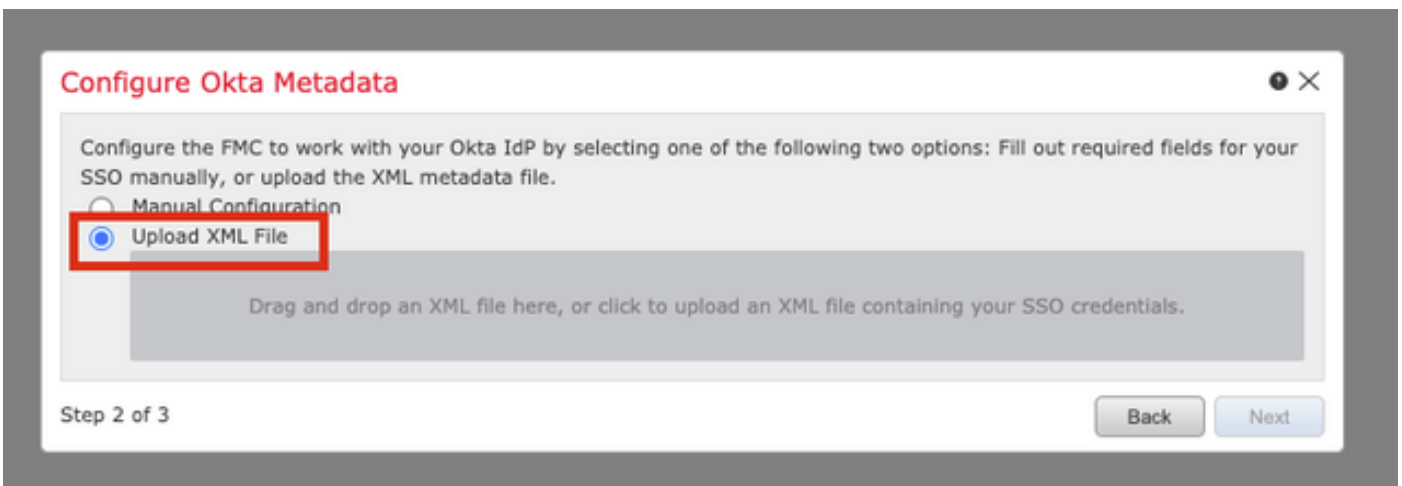 Configure Okta Metadata
Configure the FMC to work with your Okta IdP by selecting one of the following two options: Fill out required fields for your
SSO manually, or upload the XML metadata file.
Manual Configuration
Upload XML File
Drag and drop an XML file here, or click to upload an XML file containing your SSO credentials.
Step 2 of 3
Back
Next